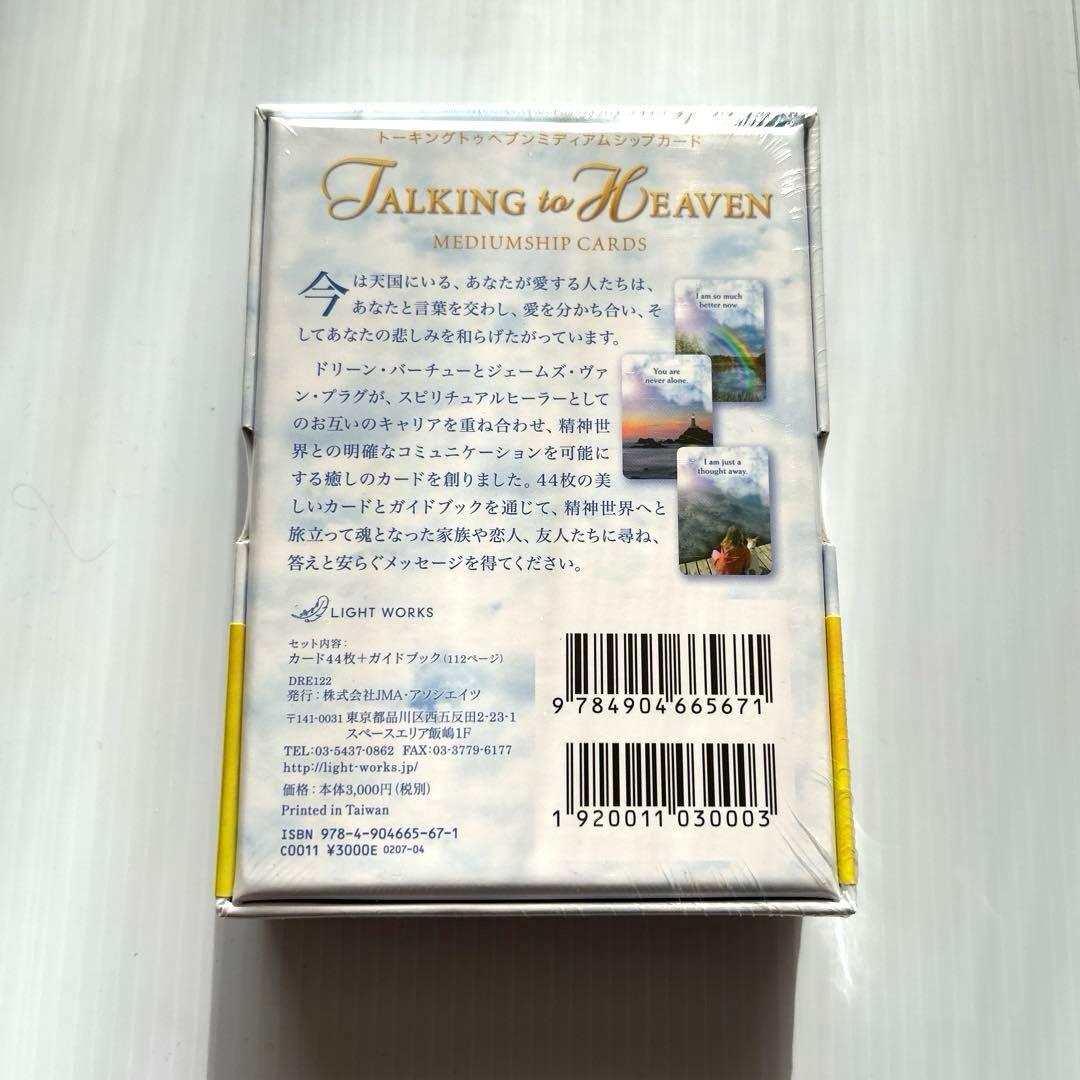 トーキングトゥヘブンミディアムシップカード
TALKING to HEAVEN
MEDIUMSHIP CARDS
今は天国にいる、あなたが愛する人たちは、
あなたと言葉を交わし、愛を分かち合い、そ
してあなたの悲しみを和らげたがっています。
ドリーン・バーチューとジェームズ・ヴァ
ン・プラグが、スピリチュアルヒーラーとして
のお互いのキャリアを重ね合わせ、精神世
界との明確なコミュニケーションを可能に
する癒しのカードを創りました。44枚の美
しいカードとガイドブックを通じて、精神世界へと
旅立って魂となった家族や恋人、友人たちに尋ね、
答えと安らぐメッセージを得てください。
I am so much
better now.
You are
never alone.
I am just a
thought away.
LIGHT WORKS
セット内容:
カード44枚+ガイドブック(112ページ)
DRE122
発行:株式会社JMA・アソシエイツ
〒141-0031 東京都品川区西五反田2-23-1
スペースエリア飯嶋1F
TEL:03-5437-0862 FAX:03-3779-6177
http://light-works.jp/
価格:本体3,000円(税別)
Printed in Taiwan
ISBN 978-4-904665-67-1
C0011 ¥3000E 0207-04
9 784904 665671
1 920011 030003